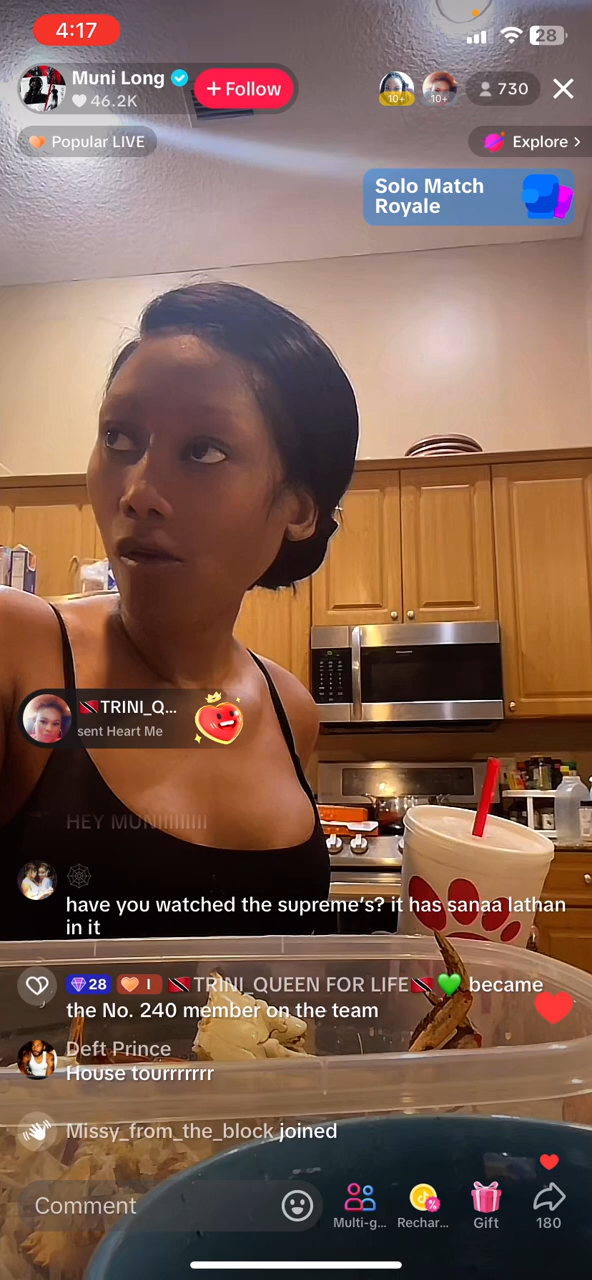 4:17
28
Muni Long
46.2K
+ Follow
10+
10+
730
Popular LIVE
Explore >
Solo Match
Royale
TRINI_Q...
sent Heart Me
HEY MUNIIIIIIIII
have you watched the supreme's? it has sanaa lathan
in it
28 I TRINI_QUEEN FOR LIFE became
the No. 240 member on the team
Deft Prince
House tourrrrrrr
Missy_from_the_block joined
Comment
Multi-g...
Rechar...
Gift
180